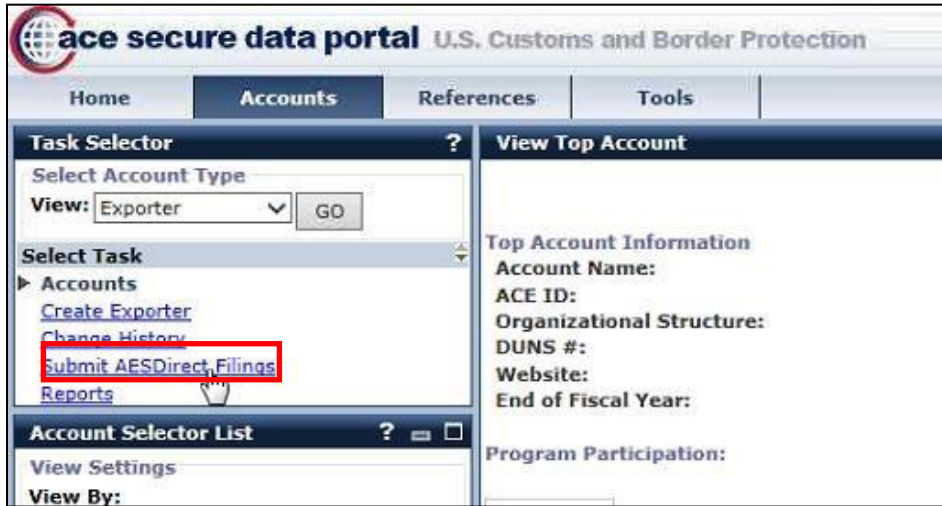 ace secure data portal U.S. Customs and Border Protection
Home Accounts References Tools
Task Selector ?
Select Account Type
View: Exporter GO
Select Task
Accounts
Create Exporter
Change History
Submit AESDirect Filings
Reports
Account Selector List ?
View Settings
View By:
View Top Account
Top Account Information
Account Name:
ACE ID:
Organizational Structure:
DUNS #:
Website:
End of Fiscal Year:
Program Participation: